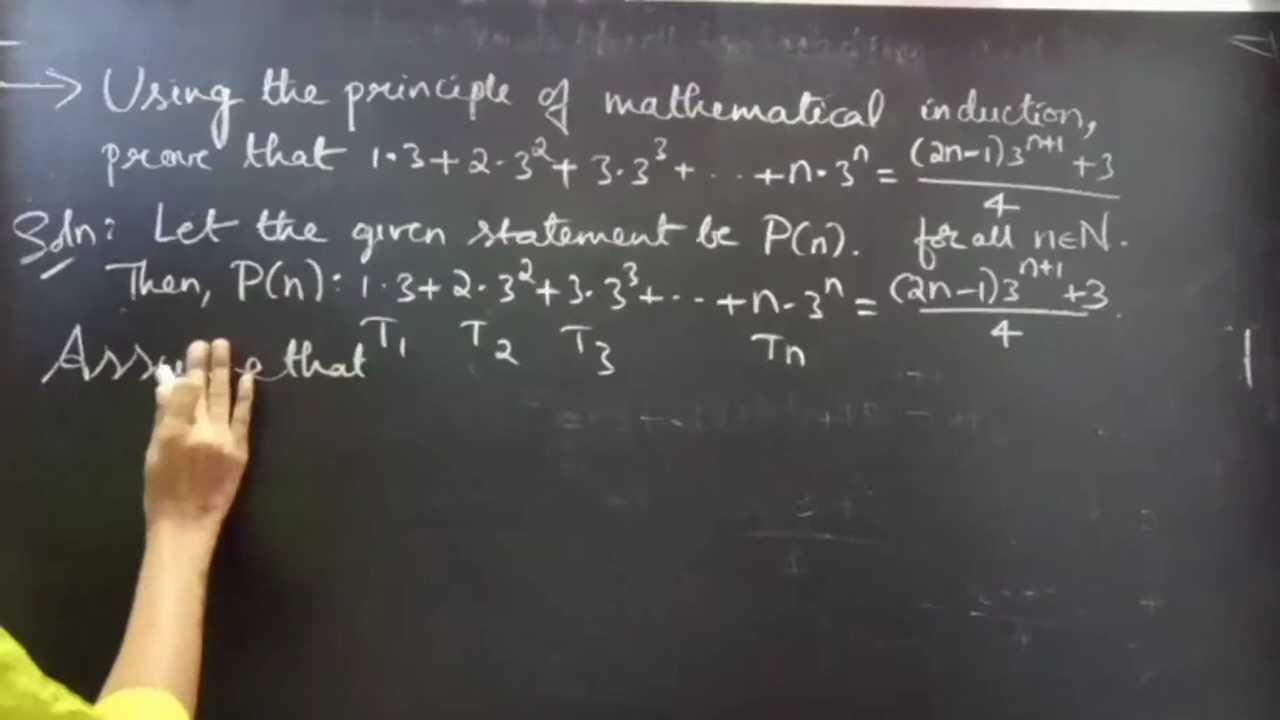 → Using the principle of mathematical induction,
prove that 1·3+2·3²+3·3³+...+n·3ⁿ = ((2n-1)3ⁿ⁺¹+3)/4
Soln: Let the given statement be P(n). for all n∈N.
Then, P(n): 1·3+2·3²+3·3³+...+n·3ⁿ = ((2n-1)3ⁿ⁺¹+3)/4.
T₁ T₂ T₃ Tn
that